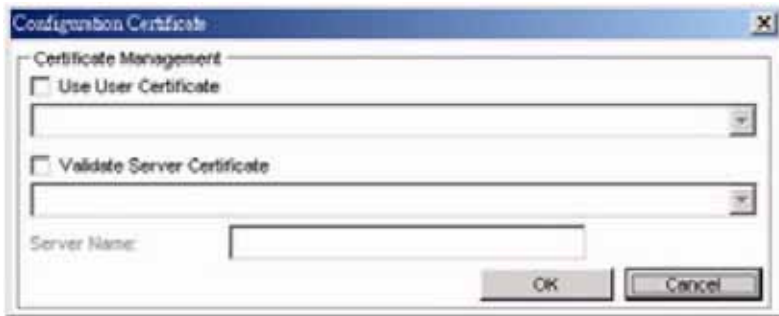 Configuration Certificate
Certificate Management
Use User Certificate
Validate Server Certificate
Server Name:
OK
Cancel